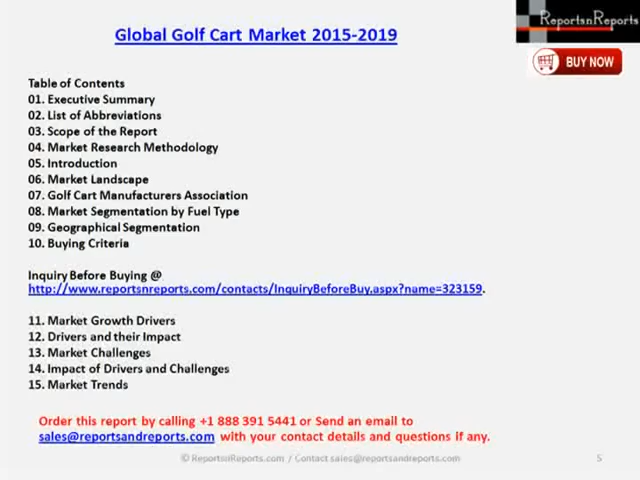 Global Golf Cart Market 2015-2019
ReportsnReports
BUY NOW
Table of Contents
01. Executive Summary
02. List of Abbreviations
03. Scope of the Report
04. Market Research Methodology
05. Introduction
06. Market Landscape
07. Golf Cart Manufacturers Association
08. Market Segmentation by Fuel Type
09. Geographical Segmentation
10. Buying Criteria
Inquiry Before Buying @
http://www.reportsnreports.com/contacts/InquiryBeforeBuy.aspx?name=323159.
11. Market Growth Drivers
12. Drivers and their Impact
13. Market Challenges
14. Impact of Drivers and Challenges
15. Market Trends
Order this report by calling +1 888 391 5441 or Send an email to
sales@reportsandreports.com with your contact details and questions if any.
© ReportsnReports.com / Contact sales@reportsandreports.com
5